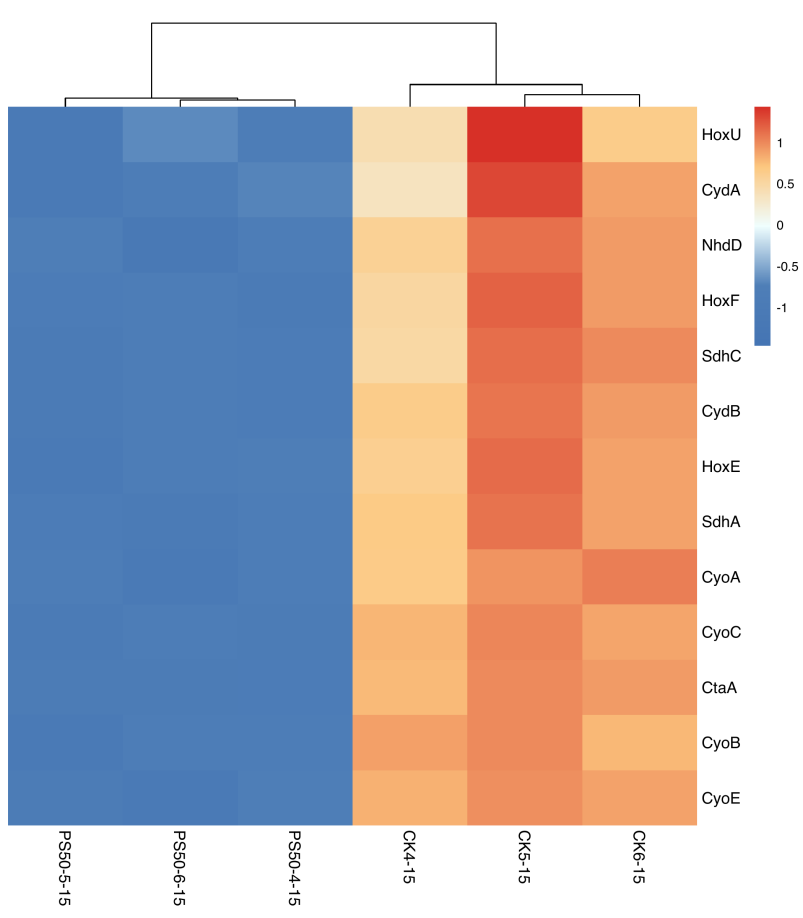 HoxU
CydA
NhdD
HoxF
SdhC
CydB
HoxE
SdhA
CyoA
CyoC
CtaA
CyoB
CyoE
1
0.5
0
-0.5
-1
PS50-5-15
PS50-6-15
PS50-4-15
CK4-15
CK5-15
CK6-15